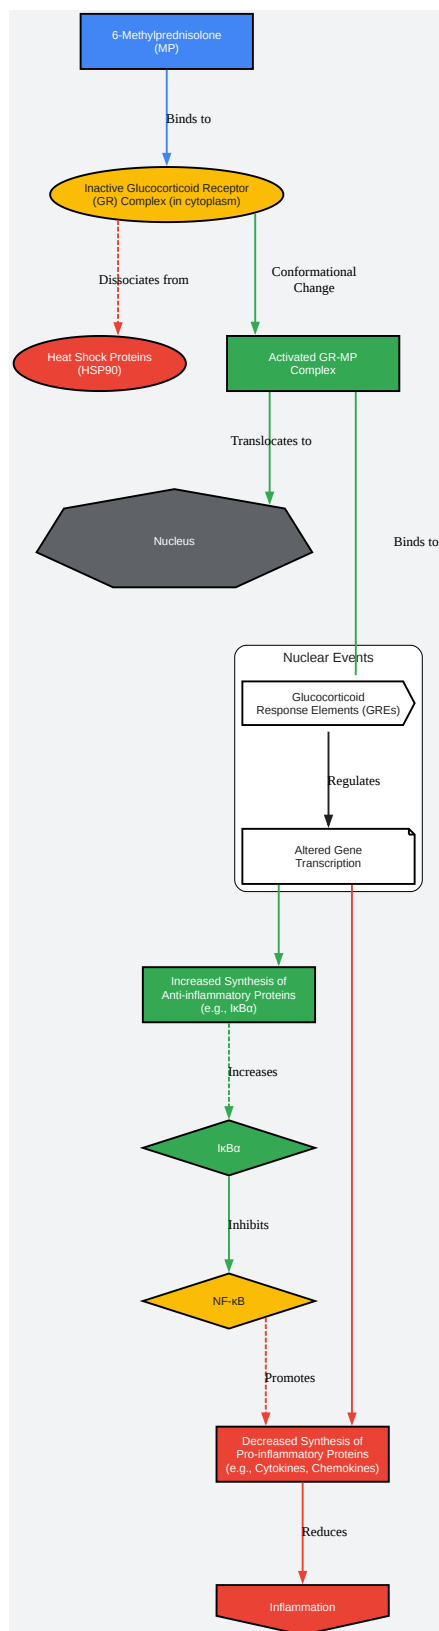 6-Methylprednisolone
(MP)
Binds to
Inactive Glucocorticoid Receptor
(GR) Complex (in cytoplasm)
Dissociates from
Conformational
Change
Heat Shock Proteins
(HSP90)
Activated GR-MP
Complex
Translocates to
Nucleus
Binds to
Nuclear Events
Glucocorticoid
Response Elements (GREs)
Regulates
Altered Gene
Transcription
Increased Synthesis of
Anti-inflammatory Proteins
(e.g., IκBα)
Increases
IκBα
Inhibits
NF-κB
Promotes
Decreased Synthesis of
Pro-inflammatory Proteins
(e.g., Cytokines, Chemokines)
Reduces
Inflammation